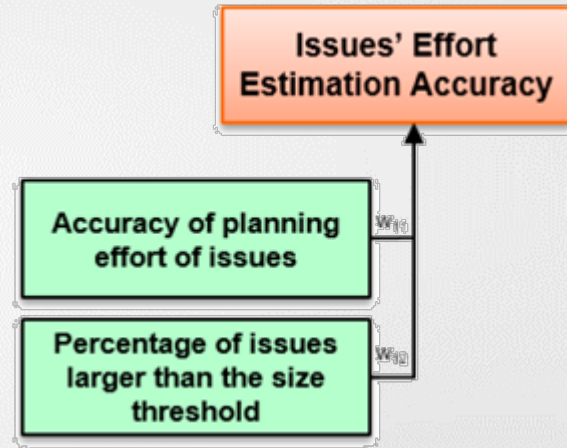 Issues' Effort
Estimation Accuracy
Accuracy of planning
effort of issues
Percentage of issues
larger than the size
threshold